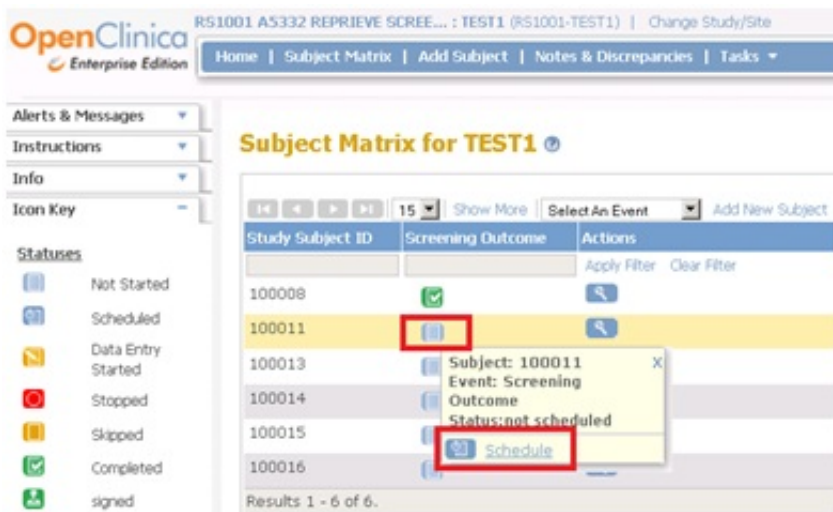 RS1001 A5332 REPRIEVE SCREE... : TEST1 (RS1001-TEST1) | Change Study/Site
OpenClinica
Enterprise Edition
Home | Subject Matrix | Add Subject | Notes & Discrepancies | Tasks
Alerts & Messages
Instructions
Info
Icon Key
Statuses
Not Started
Scheduled
Data Entry
Started
Stopped
Skipped
Completed
signed
Subject Matrix for TEST1
15 Show More Select An Event Add New Subject
Study Subject ID Screening Outcome Actions
Apply Filter Clear Filter
100008
100011
100013
100014
100015
100016
Subject: 100011 X
Event: Screening
Outcome
Status:not scheduled
Schedule
Results 1 - 6 of 6.